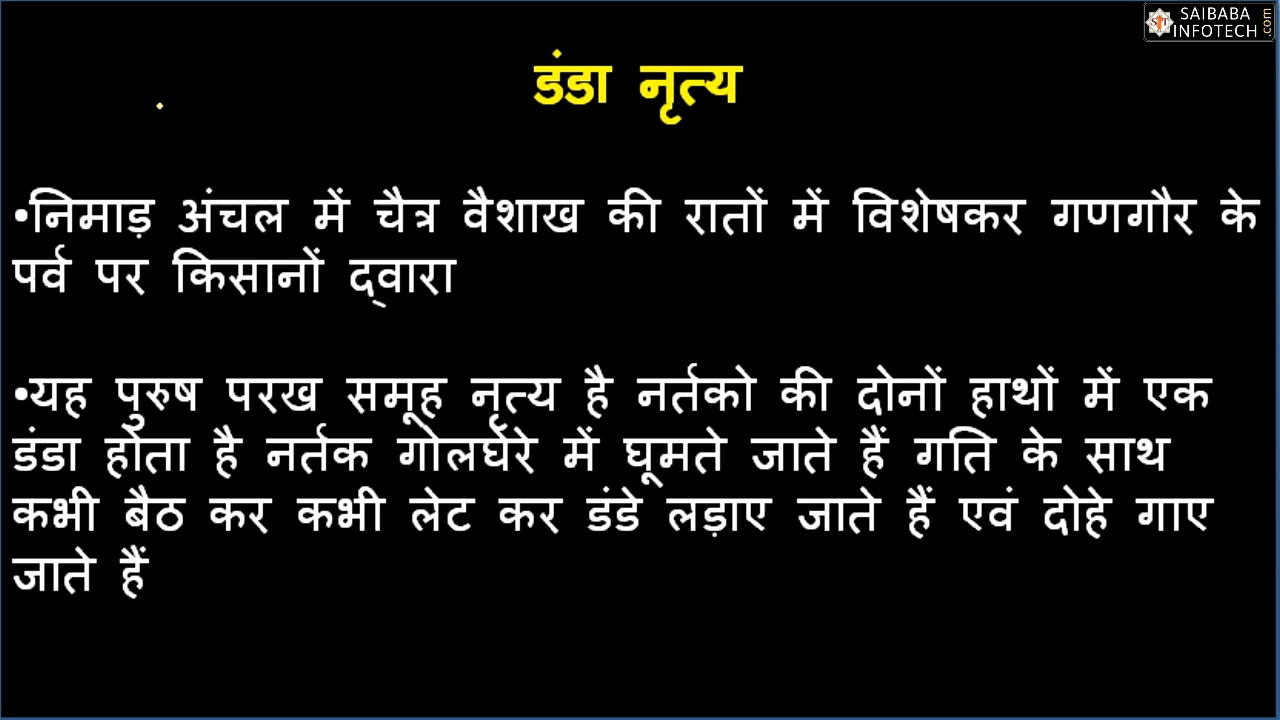 SAIBABA
INFOTECH .com
डंडा नृत्य
•निमाड़ अंचल में चैत्र वैशाख की रातों में विशेषकर गणगौर के
पर्व पर किसानों द्वारा
•यह पुरुष परख समूह नृत्य है नर्तको की दोनों हाथों में एक
डंडा होता है नर्तक गोलघेरे में घूमते जाते हैं गति के साथ
कभी बैठ कर कभी लेट कर डंडे लड़ाए जाते हैं एवं दोहे गाए
जाते हैं